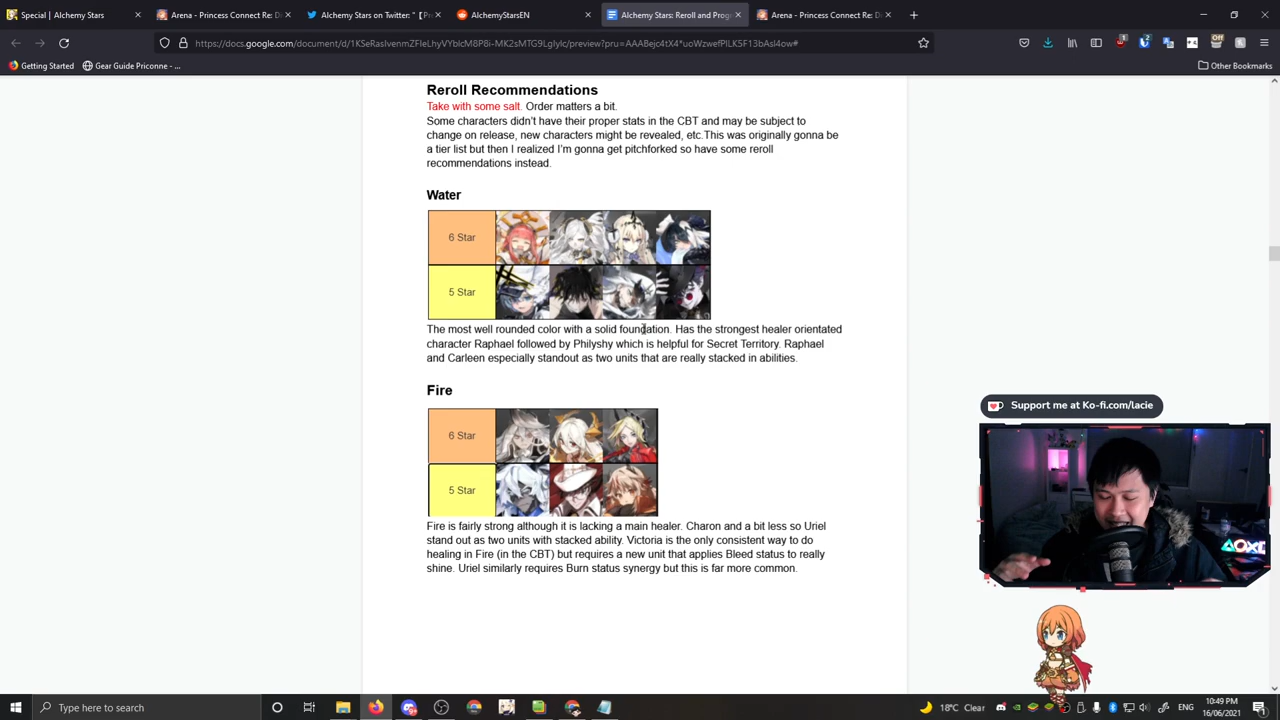 Special | Alchemy Stars
Arena - Princess Connect Re: Di
Alchemy Stars on Twitter: "【Pre
AlchemyStarsEN
Alchemy Stars: Reroll and Prog
Arena - Princess Connect Re: Di
Getting Started
Gear Guide Priconne - ...
Other Bookmarks
Reroll Recommendations
Take with some salt. Order matters a bit.
Some characters didn't have their proper stats in the CBT and may be subject to
change on release, new characters might be revealed, etc.This was originally gonna be
a tier list but then I realized I'm gonna get pitchforked so have some reroll
recommendations instead.
Water
6 Star
5 Star
The most well rounded color with a solid foundation. Has the strongest healer orientated
character Raphael followed by Philyshy which is helpful for Secret Territory. Raphael
and Carleen especially standout as two units that are really stacked in abilities.
Fire
6 Star
5 Star
Fire is fairly strong although it is lacking a main healer. Charon and a bit less so Uriel
stand out as two units with stacked ability. Victoria is the only consistent way to do
healing in Fire (in the CBT) but requires a new unit that applies Bleed status to really
shine. Uriel similarly requires Burn status synergy but this is far more common.
Support me at Ko-fi.com/lacie
Type here to search
18°C Clear
10:49 PM
16/06/2021